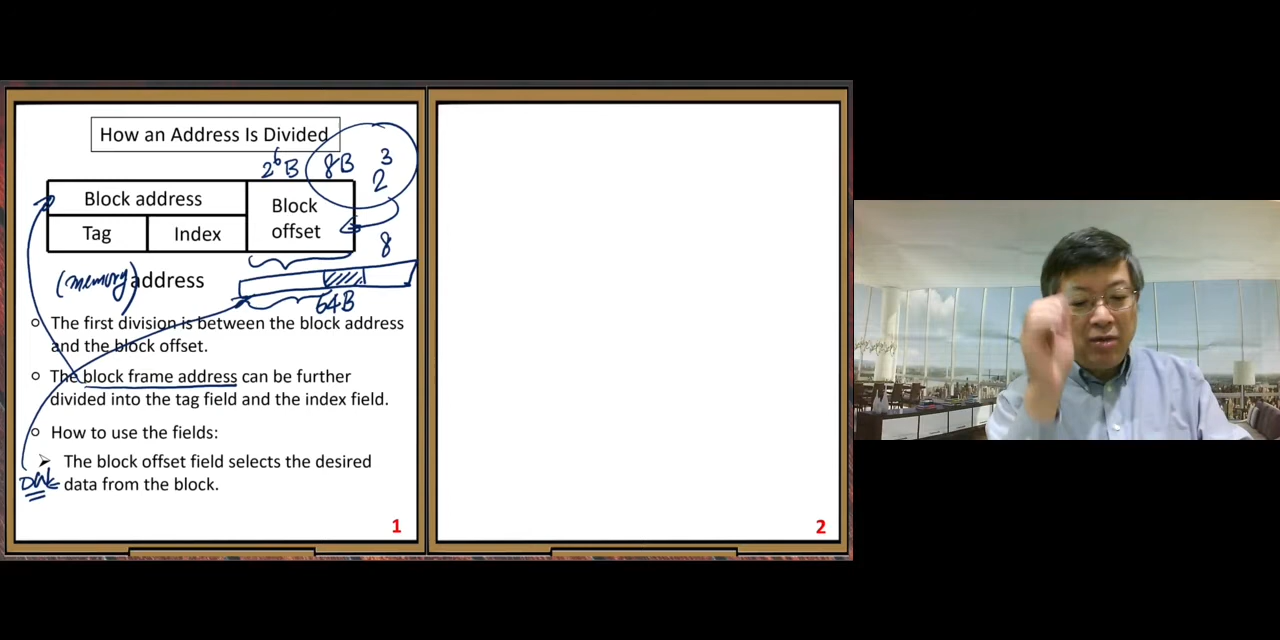 How an Address Is Divided
2⁶B 8B 2³
Block address
Block
offset
Tag
Index
8
(memory) address
64B
The first division is between the block address
and the block offset.
The block frame address can be further
divided into the tag field and the index field.
How to use the fields:
➢ The block offset field selects the desired
data from the block.
1
2